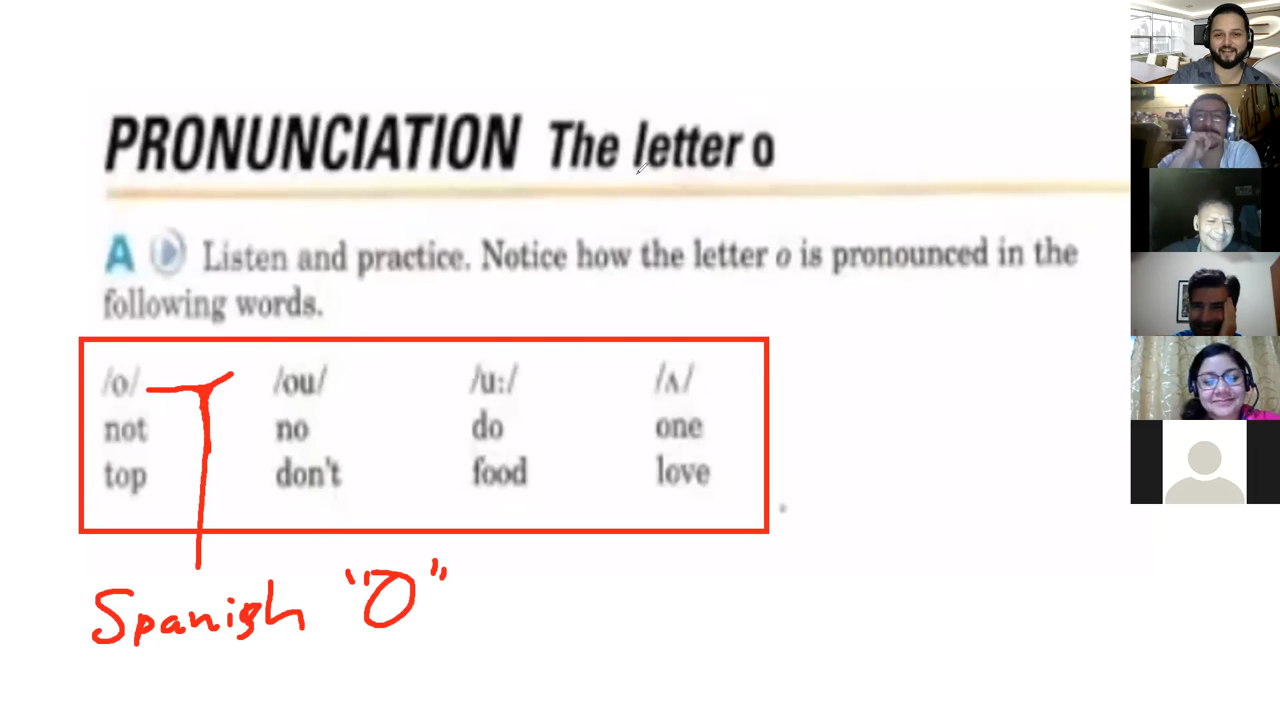 PRONUNCIATION The letter o
A Listen and practice. Notice how the letter o is pronounced in the
following words.
/o/ /ou/ /u:/ /ʌ/
not no do one
top don't food love
Spanish "O"